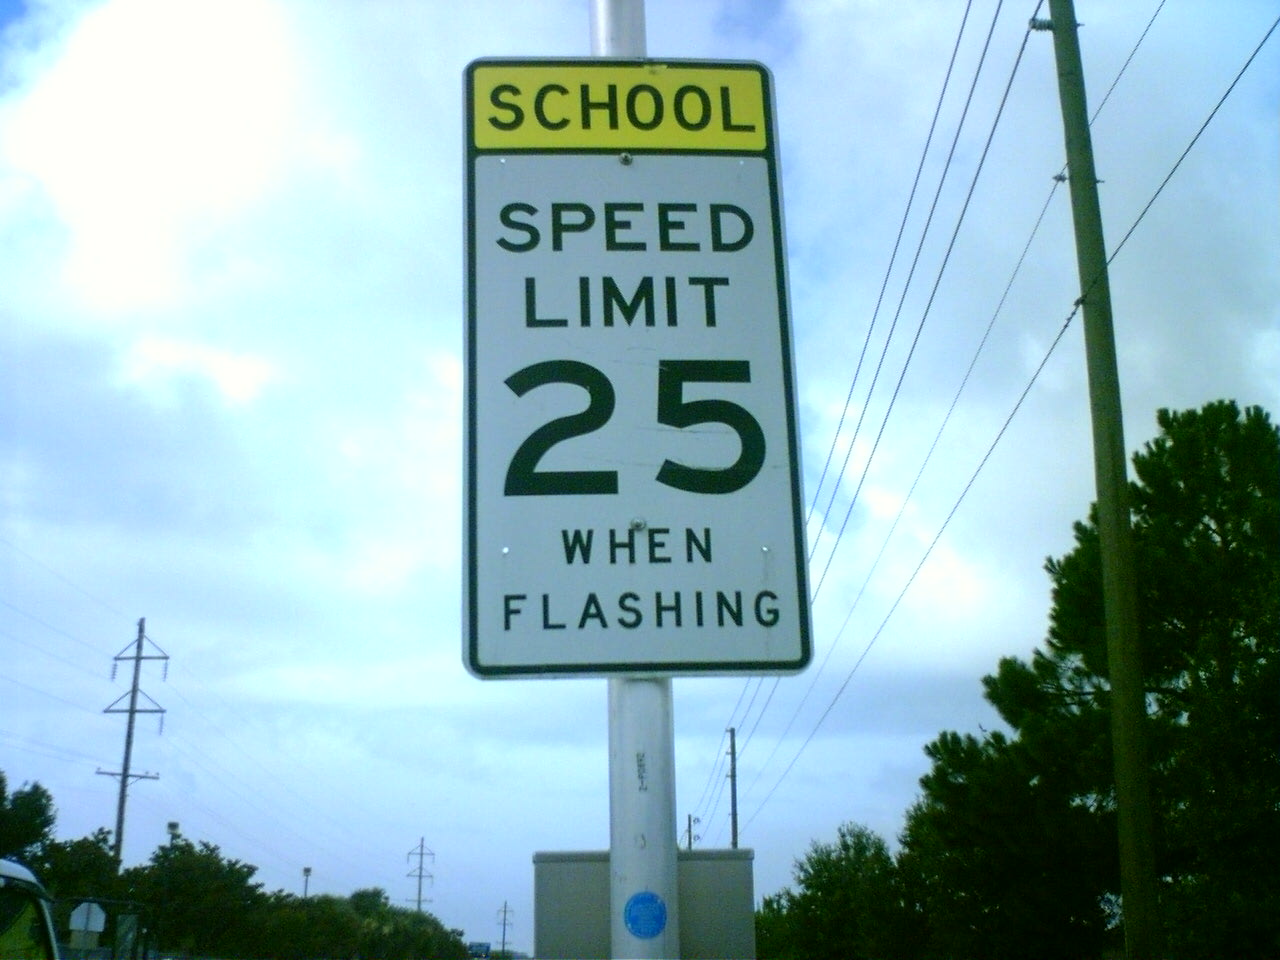 SCHOOL
SPEED
LIMIT
25
WHEN
FLASHING